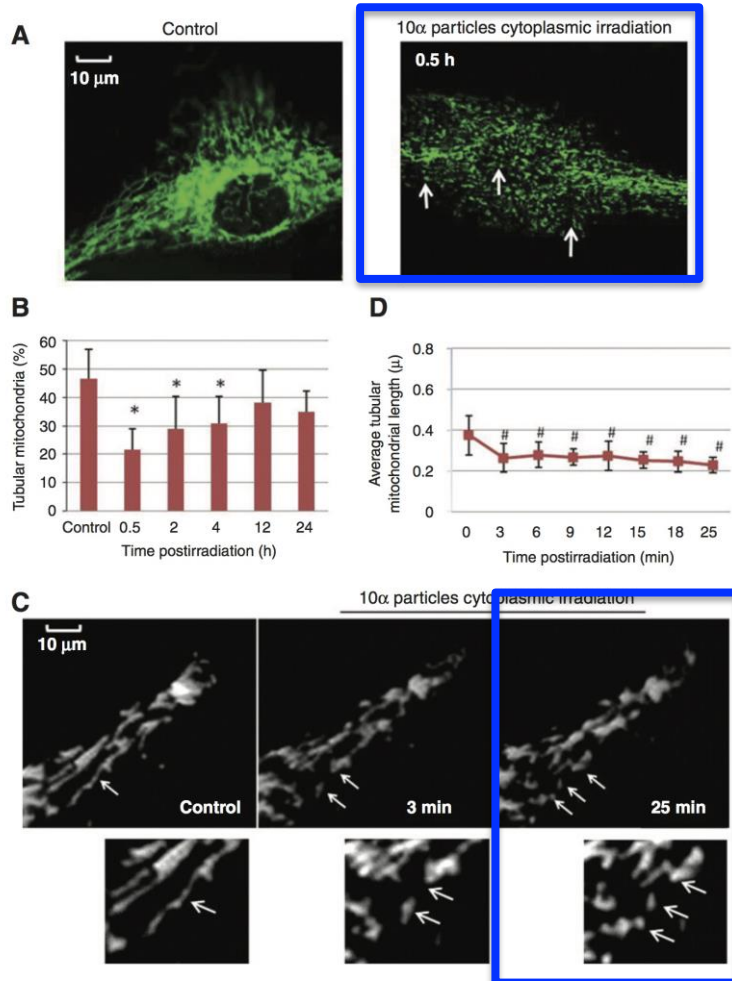 A
Control
10α particles cytoplasmic irradiation
10 μm
0.5 h
B
Tubular mitochondria (%)
60
50
40
30
20
10
0
*
*
*
Control 0.5 2 4 12 24
Time postirradiation (h)
D
Average tubular
mitochondrial length (μ)
0.8
0.6
0.4
0.2
0
# # # # # # #
0 3 6 9 12 15 18 25
Time postirradiation (min)
C
10α particles cytoplasmic irradiation
10 μm
Control
3 min
25 min